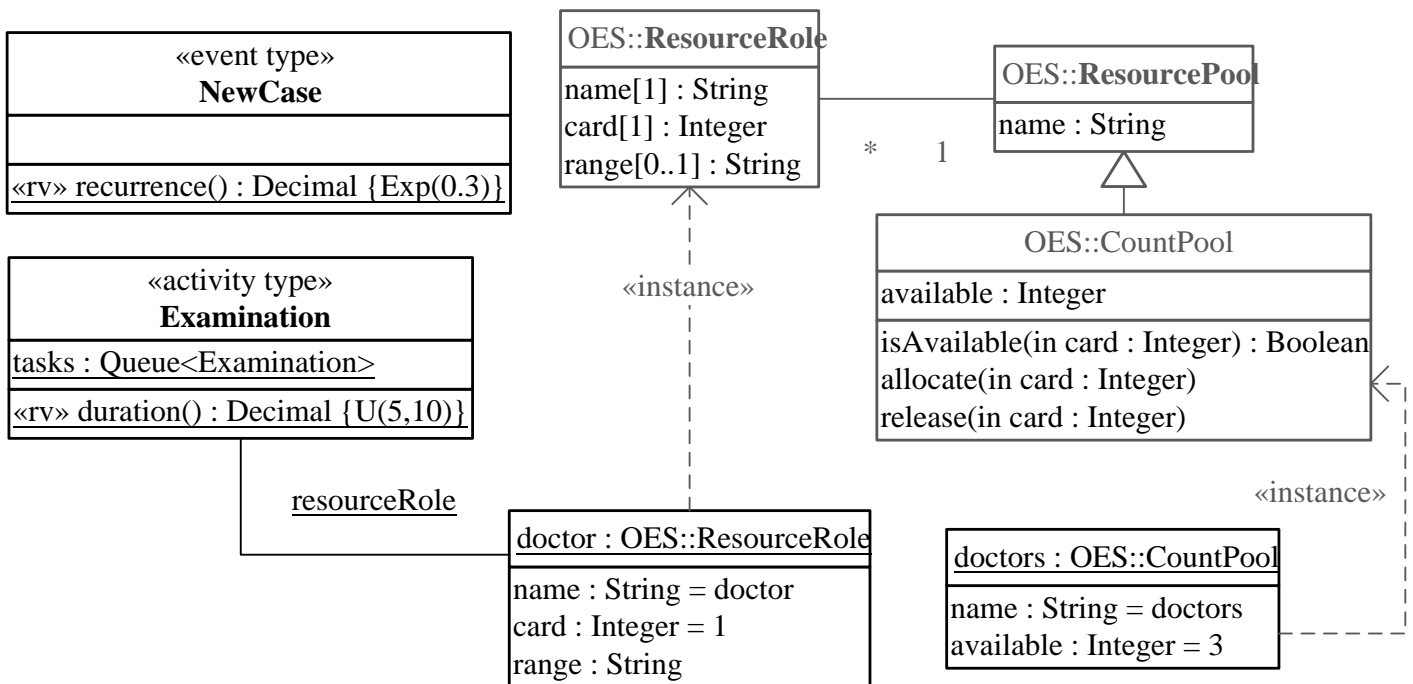 «event type»
NewCase
«rv» recurrence() : Decimal {Exp(0.3)}
OES::ResourceRole
name[1] : String
card[1] : Integer
range[0..1] : String
* 1
OES::ResourcePool
name : String
OES::CountPool
available : Integer
isAvailable(in card : Integer) : Boolean
allocate(in card : Integer)
release(in card : Integer)
«activity type»
Examination
tasks : Queue<Examination>
«rv» duration() : Decimal {U(5,10)}
«instance»
resourceRole
«instance»
doctor : OES::ResourceRole
name : String = doctor
card : Integer = 1
range : String
doctors : OES::CountPool
name : String = doctors
available : Integer = 3